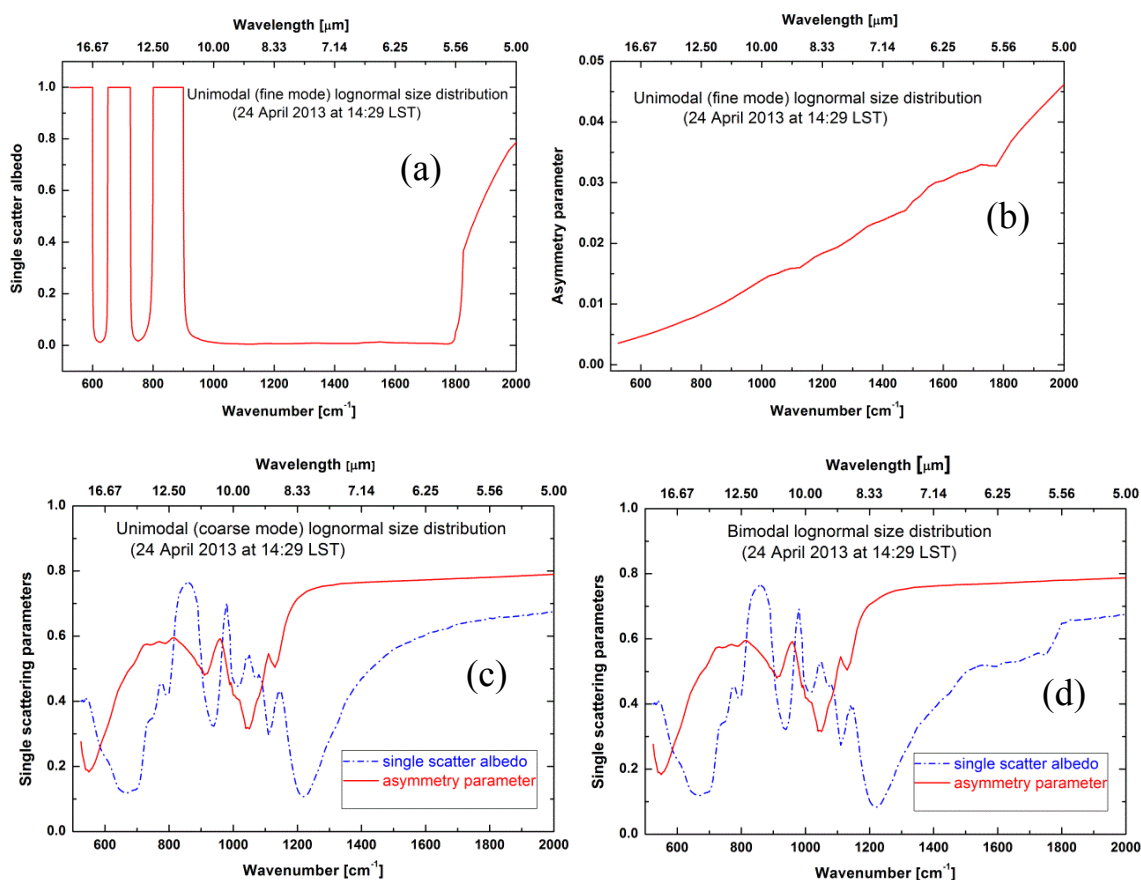 Wavelength [µm]
16.67 12.50 10.00 8.33 7.14 6.25 5.56 5.00
1.0
0.8
0.6
0.4
0.2
0.0
Single scatter albedo
Unimodal (fine mode) lognormal size distribution
(24 April 2013 at 14:29 LST)
(a)
600 800 1000 1200 1400 1600 1800 2000
Wavenumber [cm⁻¹]
Wavelength [µm]
16.67 12.50 10.00 8.33 7.14 6.25 5.56 5.00
0.05
0.04
0.03
0.02
0.01
0.00
Asymmetry parameter
Unimodal (fine mode) lognormal size distribution
(24 April 2013 at 14:29 LST)
(b)
600 800 1000 1200 1400 1600 1800 2000
Wavenumber [cm⁻¹]
Wavelength [µm]
16.67 12.50 10.00 8.33 7.14 6.25 5.56 5.00
1.0
0.8
0.6
0.4
0.2
0.0
Single scattering parameters
Unimodal (coarse mode) lognormal size distribution
(24 April 2013 at 14:29 LST)
(c)
single scatter albedo
asymmetry parameter
600 800 1000 1200 1400 1600 1800 2000
Wavenumber [cm⁻¹]
Wavelength [µm]
16.67 12.50 10.00 8.33 7.14 6.25 5.56 5.00
1.0
0.8
0.6
0.4
0.2
0.0
Single scattering parameters
Bimodal lognormal size distribution
(24 April 2013 at 14:29 LST)
(d)
single scatter albedo
asymmetry parameter
600 800 1000 1200 1400 1600 1800 2000
Wavenumber [cm⁻¹]